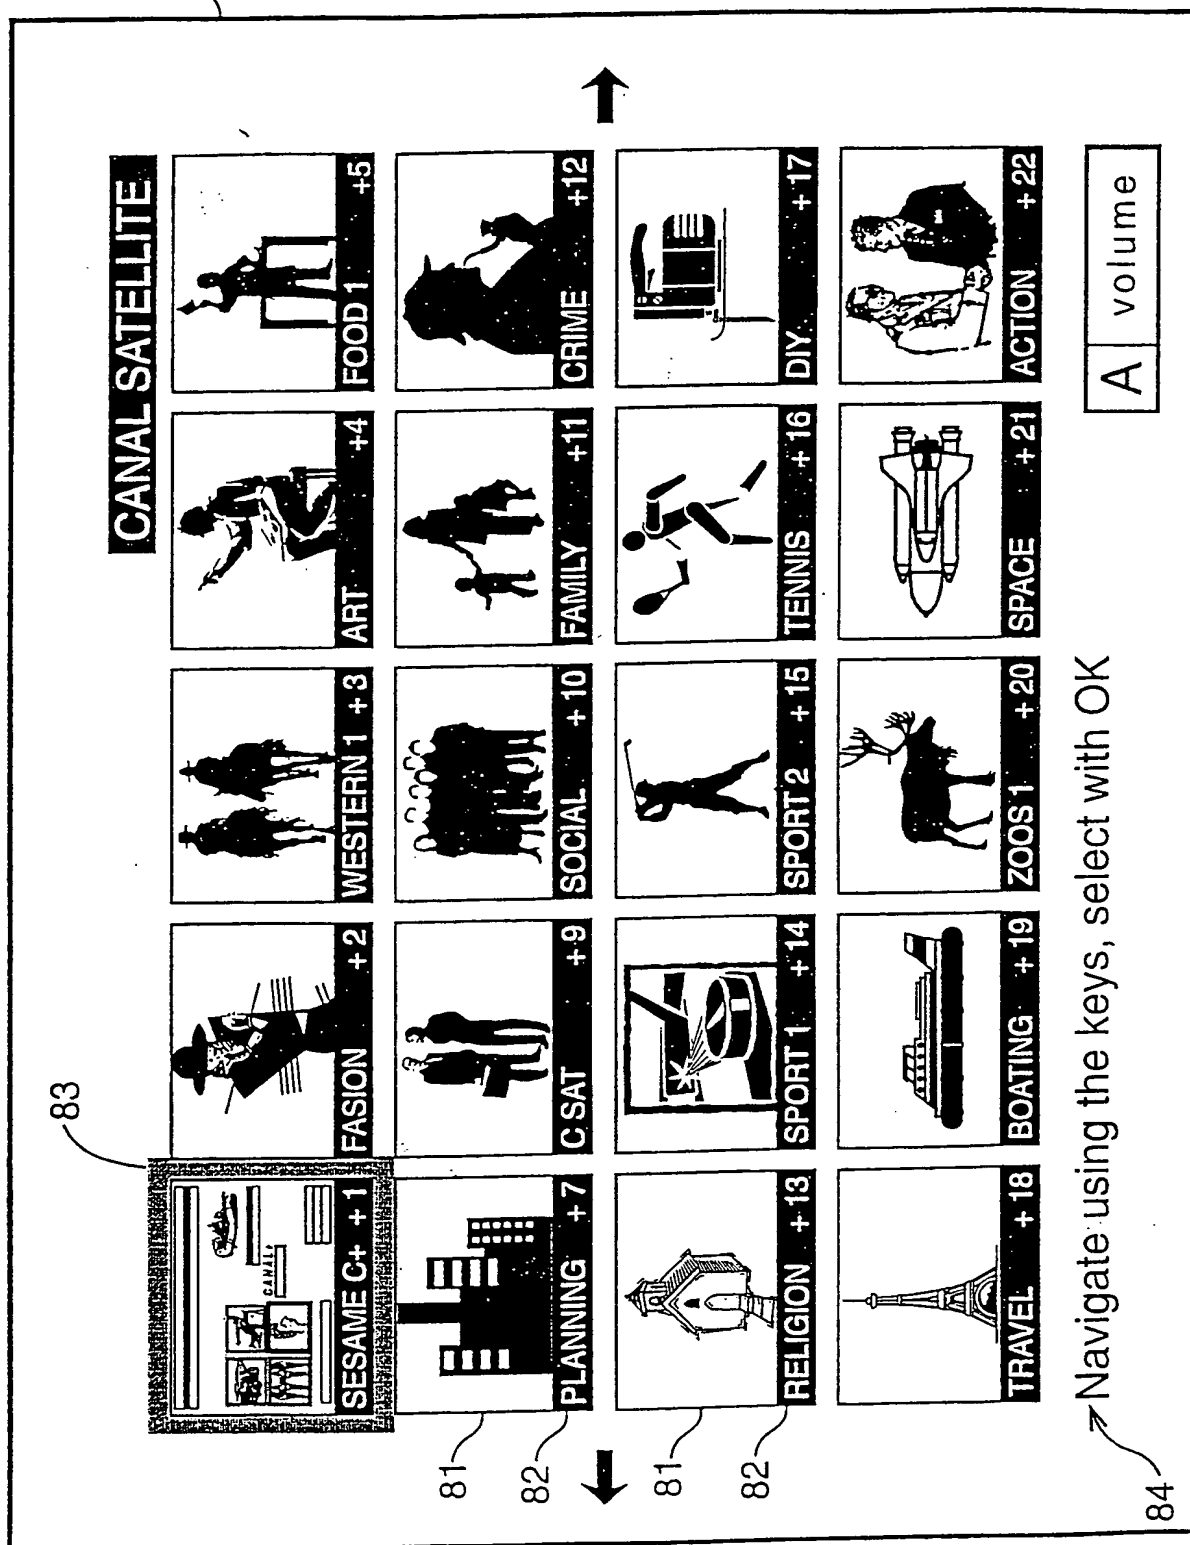 83
CANAL SATELLITE
SESAME C+ + 1
FASION + 2
WESTERN 1 + 3
ART +4
FOOD 1 +5
CANAL+
81
82
PLANNING + 7
C SAT + 9
SOCIAL + 10
FAMILY +11
CRIME +12
81
82
RELIGION + 13
SPORT 1 + 14
SPORT 2 + 15
TENNIS + 16
DIY + 17
TRAVEL + 18
BOATING + 19
ZOOS 1 + 20
SPACE + 21
ACTION + 22
84
Navigate using the keys, select with OK
A volume